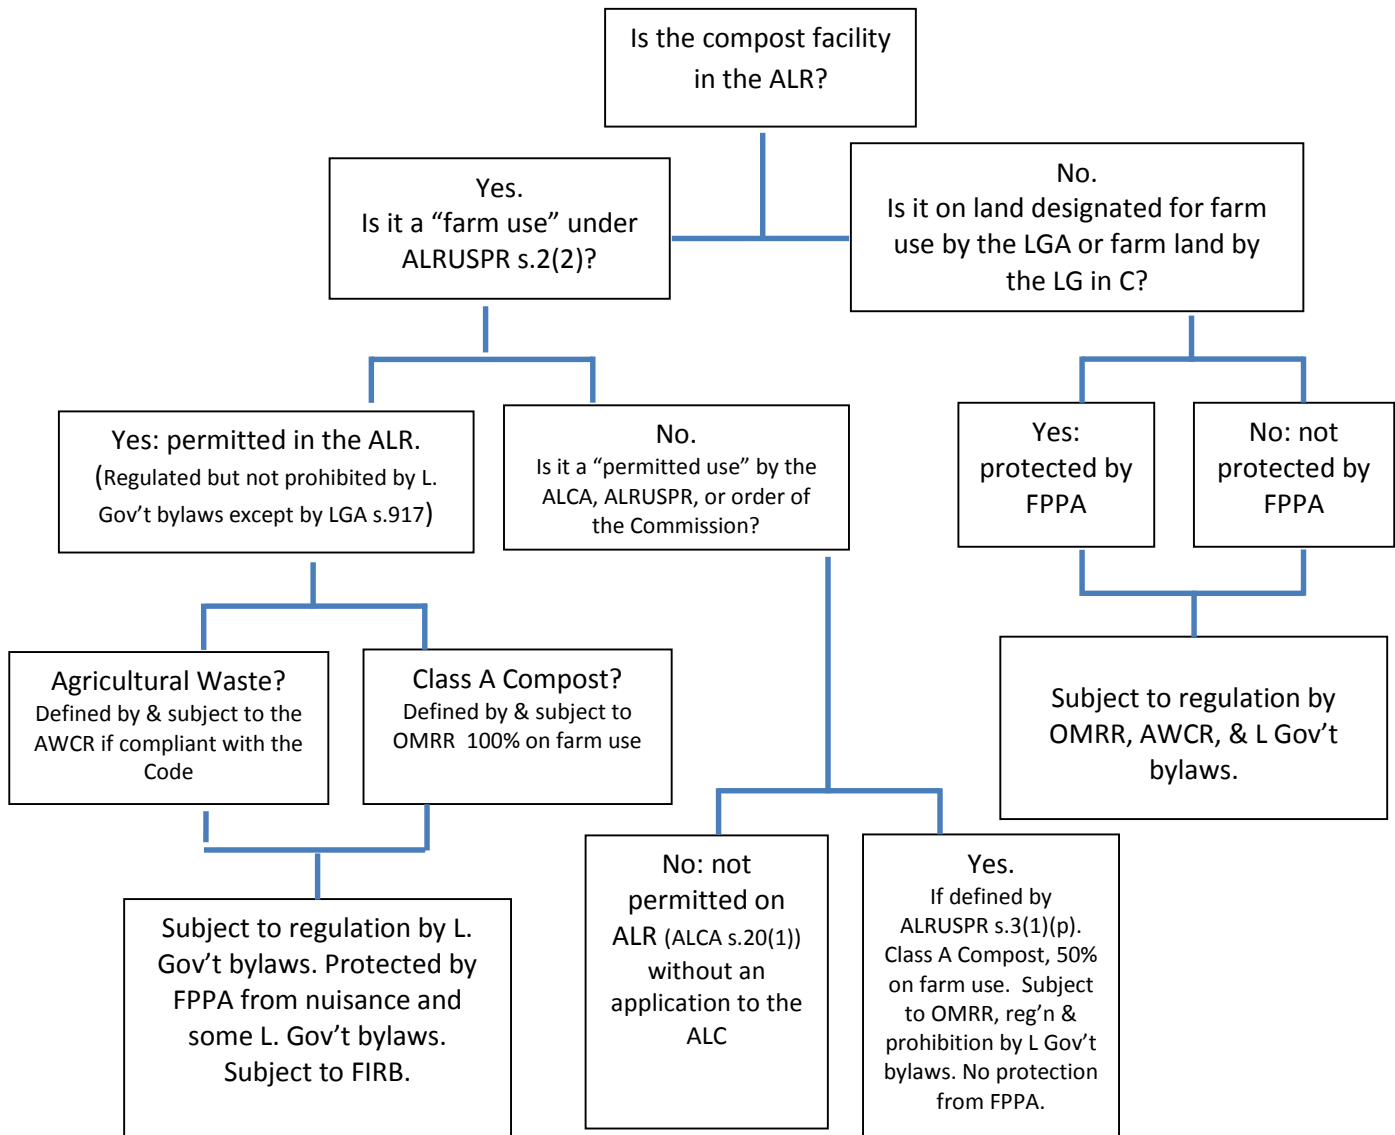 Is the compost facility
in the ALR?
Yes.
Is it a “farm use” under
ALRUSPR s.2(2)?
No.
Is it on land designated for farm
use by the LGA or farm land by
the LG in C?
Yes: permitted in the ALR.
(Regulated but not prohibited by L.
Gov’t bylaws except by LGA s.917)
No.
Is it a “permitted use” by the
ALCA, ALRUSPR, or order of
the Commission?
Yes:
protected by
FPPA
No: not
protected by
FPPA
Agricultural Waste?
Defined by & subject to the
AWCR if compliant with the
Code
Class A Compost?
Defined by & subject to
OMRR 100% on farm use
Subject to regulation by
OMRR, AWCR, & L Gov’t
bylaws.
Subject to regulation by L.
Gov’t bylaws. Protected by
FPPA from nuisance and
some L. Gov’t bylaws.
Subject to FIRB.
No: not
permitted on
ALR (ALCA s.20(1))
without an
application to the
ALC
Yes.
If defined by
ALRUSPR s.3(1)(p).
Class A Compost, 50%
on farm use. Subject
to OMRR, reg’n &
prohibition by L Gov’t
bylaws. No protection
from FPPA.